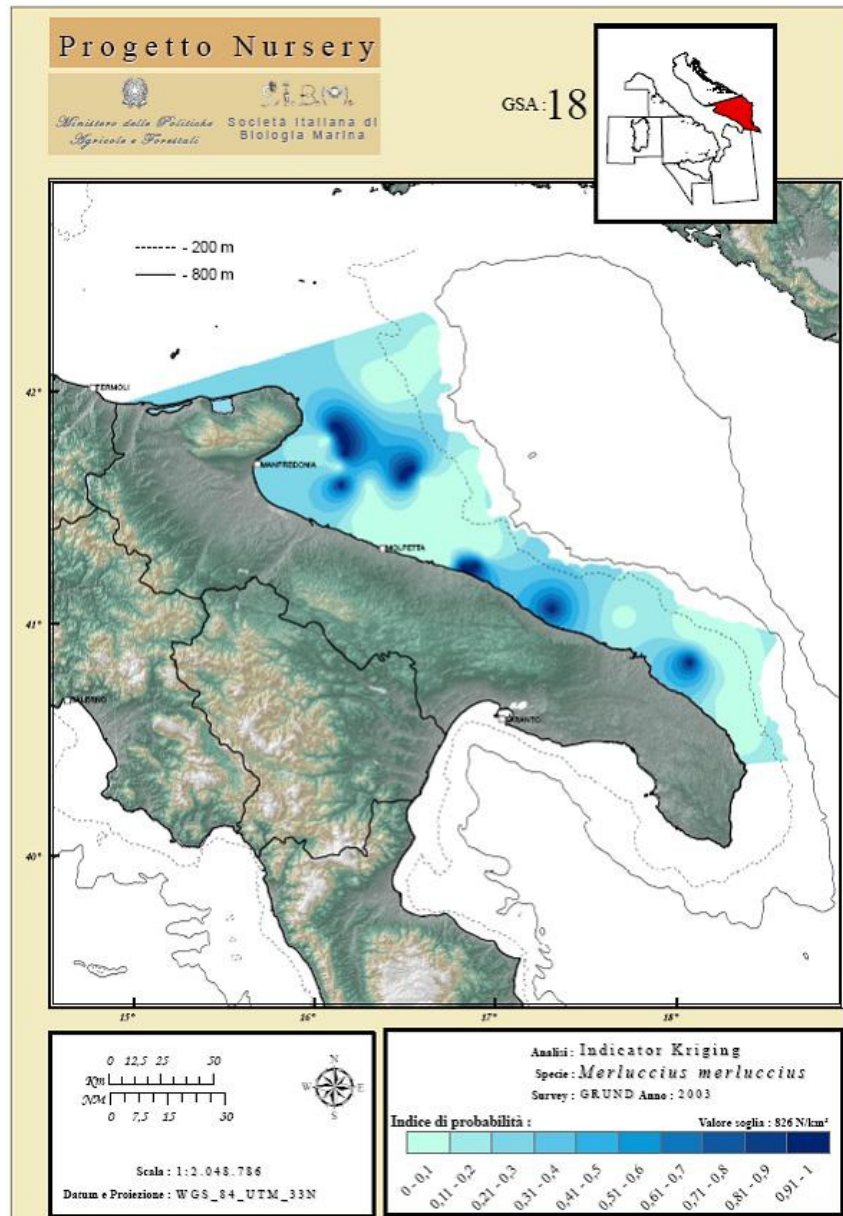 Progetto Nursery
Ministero delle Politiche
Agricole e Forestali
S.I.B.M.
Società Italiana di
Biologia Marina
GSA : 18
- 200 m
- 800 m
42°
41°
40°
TERMOLI
MANFREDONIA
MOLFETTA
SALERNO
TARANTO
15°
16°
17°
18°
0 12,5 25 50
Km
NM
0 7,5 15 30
N
W E
S
Scala : 1:2.048.786
Datum e Proiezione : WGS_84_UTM_33N
Analisi : Indicator Kriging
Specie : Merluccius merluccius
Survey : GRUND Anno : 2003
Indice di probabilità :
Valore soglia : 826 N/km²
0 - 0,1
0,11 - 0,2
0,21 - 0,3
0,31 - 0,4
0,41 - 0,5
0,51 - 0,6
0,61 - 0,7
0,71 - 0,8
0,81 - 0,9
0,91 - 1